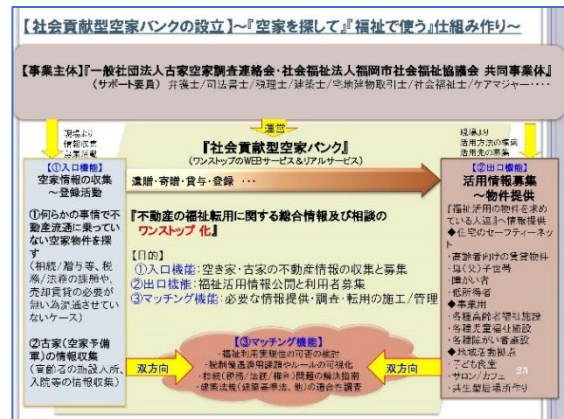 【社会貢献型空家バンクの設立】~『空家を探して』『福祉で使う』仕組み作り~
【事業主体】『一般社団法人古家空家調査連絡会・社会福祉法人福岡市社会福祉協議会 共同事業体』
(サポート要員) 弁護士/司法書士/税理士/建築士/宅地建物取引士/社会福祉士/ケアマジャー・・・・
現場より
情報収集
募集活動
運営
現場より
活用方法の模索
活用先の募集
『社会貢献型空家バンク』
(ワンストップのWEBサービス&リアルサービス)
【①入口機能】
空家情報の収集
~登録活動
①何らかの事情で不
動産流通に乗ってい
ない空家物件を探
す
(相続/贈与等、税
務/法務の課題や、
売却賃貸の必要が
無い為流通させてい
ないケース)
②古家(空家予備
軍)の情報収集
(高齢者の施設入所、
入院等の情報収集)
遺贈・寄贈・貸与・登録 ・・・
『不動産の福祉転用に関する総合情報及び相談の
ワンストップ 化』
【目的】
①入口機能:空き家・古家の不動産情報の収集と募集
②出口機能:福祉活用情報公開と利用者募集
③マッチング機能:必要な情報提供・調査・転用の施工/管理
双方向
【③マッチング機能】
・福祉利用実現性の可否の検討
・税制優遇適用課題やルールの可視化
・相続(税務/法務/権利)問題の解決指南
・建築法規(建築基準法、他)の適合性調査
双方向
【②出口機能】
活用情報募集
~物件提供
『福祉活用の物件を求め
ている人達』へ情報提供
◆住宅のセーフティーネッ
ト
・高齢者向けの賃貸物件
・母(父)子世帯
・障がい者
・低所得者
◆事業用
・各種高齢者福祉施設
・各種児童福祉施設
・各種障がい者施設
◆地域活動拠点
・子ども食堂
・サロン/カフェ
・共生型居場所作り
23